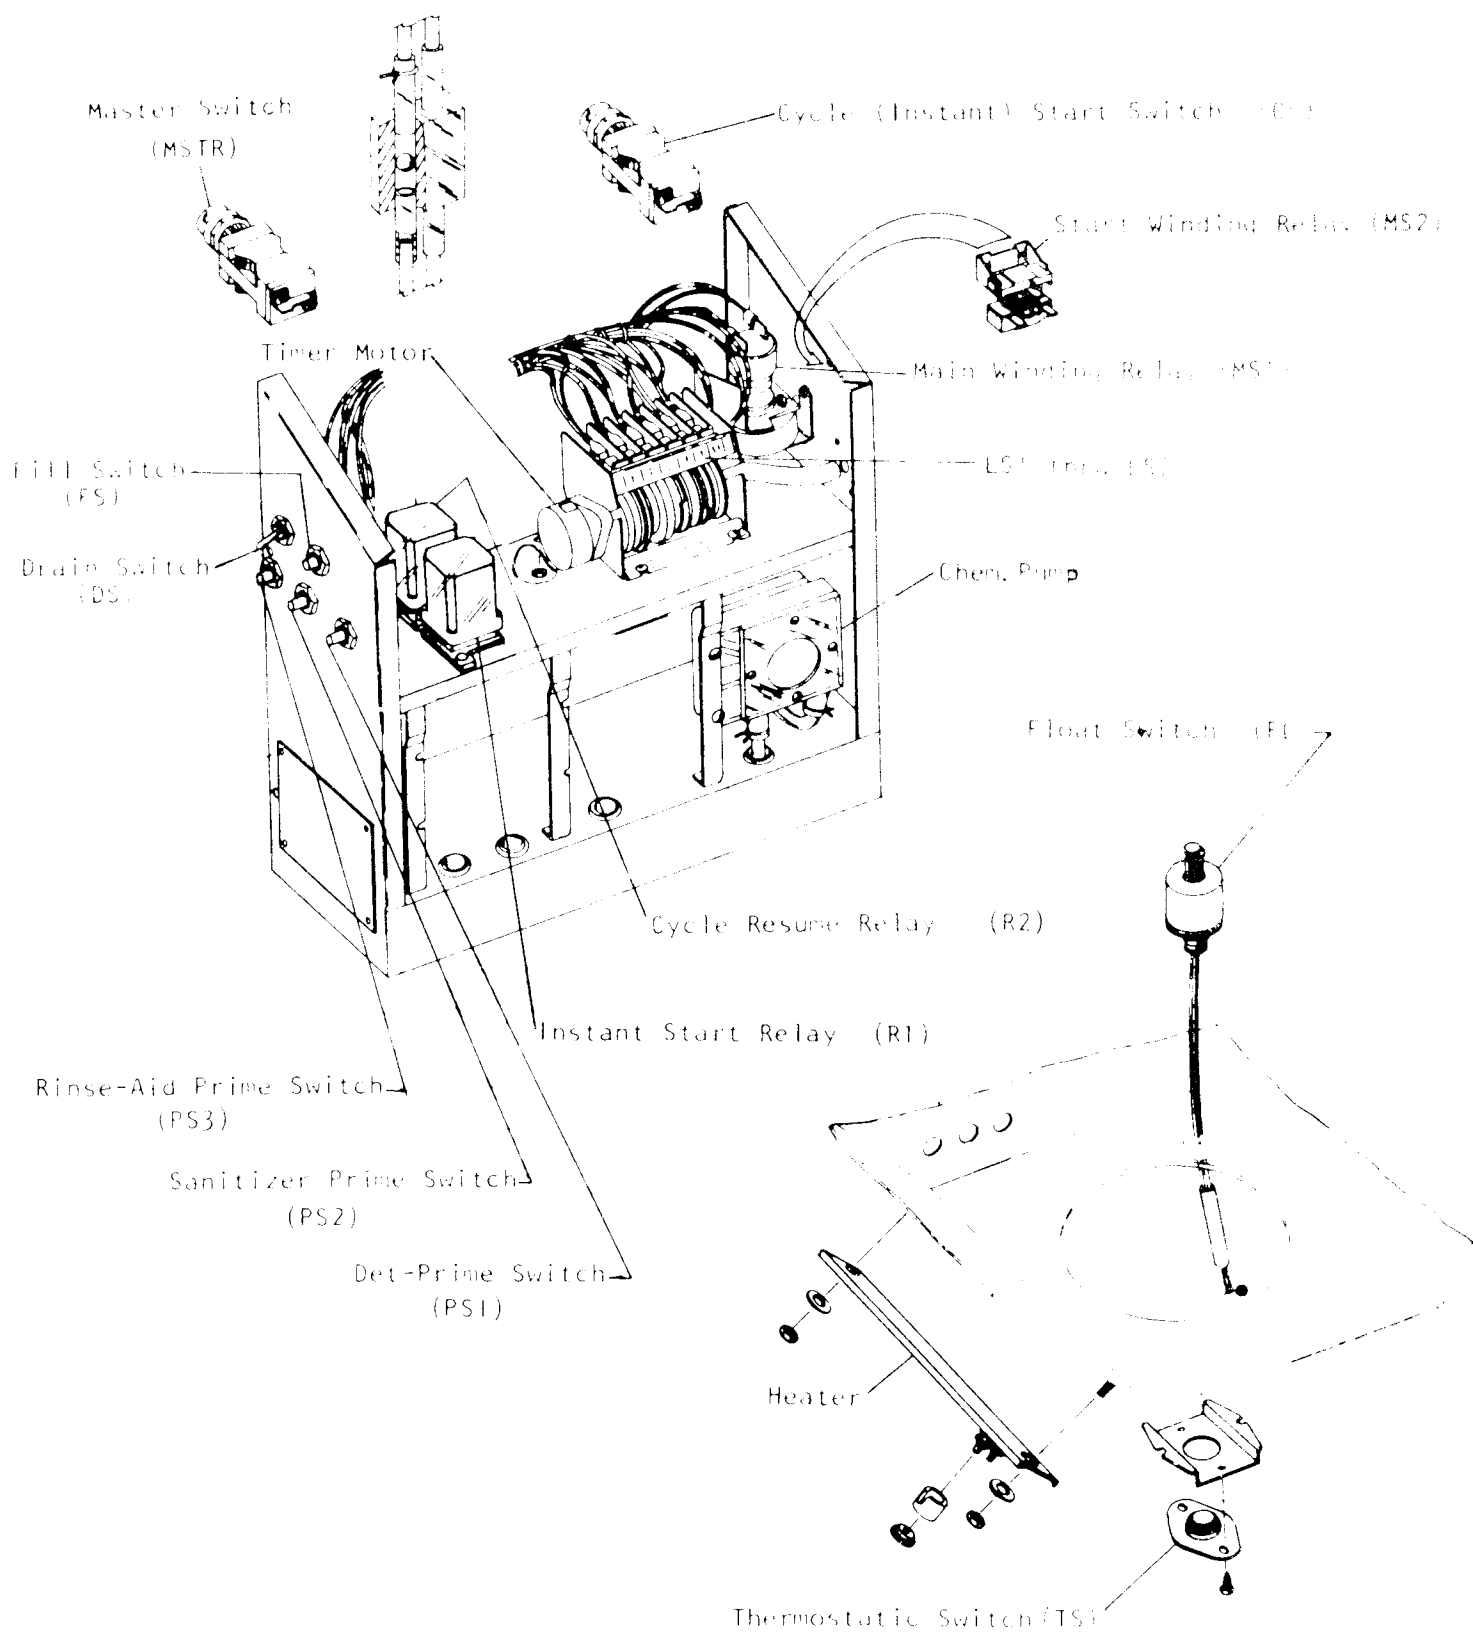 Master Switch
(MSTR)
Cycle (Instant) Start Switch
Start Winding Relay (MS2)
Timer Motor
Main Winding Relay
Fill Switch
(FS)
Drain Switch
(DS)
Chem. Pump
Float Switch
Cycle Resume Relay (R2)
Instant Start Relay (R1)
Rinse-Aid Prime Switch
(PS3)
Sanitizer Prime Switch
(PS2)
Det-Prime Switch
(PS1)
Heater
Thermostatic Switch (TS)